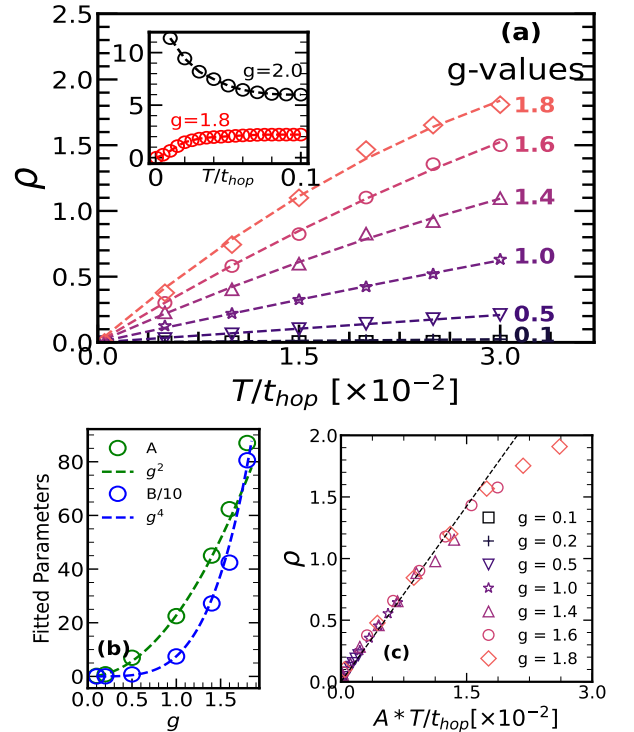 (a)
g-values
2.5
2.0
1.5
1.0
0.5
0.0
ρ
10
5
0
g=2.0
g=1.8
0
0.1
T/t_hop
1.8
1.6
1.4
1.0
0.5
0.1
0.0
1.5
3.0
T/t_hop [×10⁻²]
80
60
40
20
0
Fitted Parameters
A
g²
B/10
g⁴
(b)
0.0
0.5
1.0
1.5
g
2.0
1.5
1.0
0.5
0.0
ρ
g = 0.1
g = 0.2
g = 0.5
g = 1.0
g = 1.4
g = 1.6
g = 1.8
(c)
0.0
1.5
3.0
A * T/t_hop[×10⁻²]